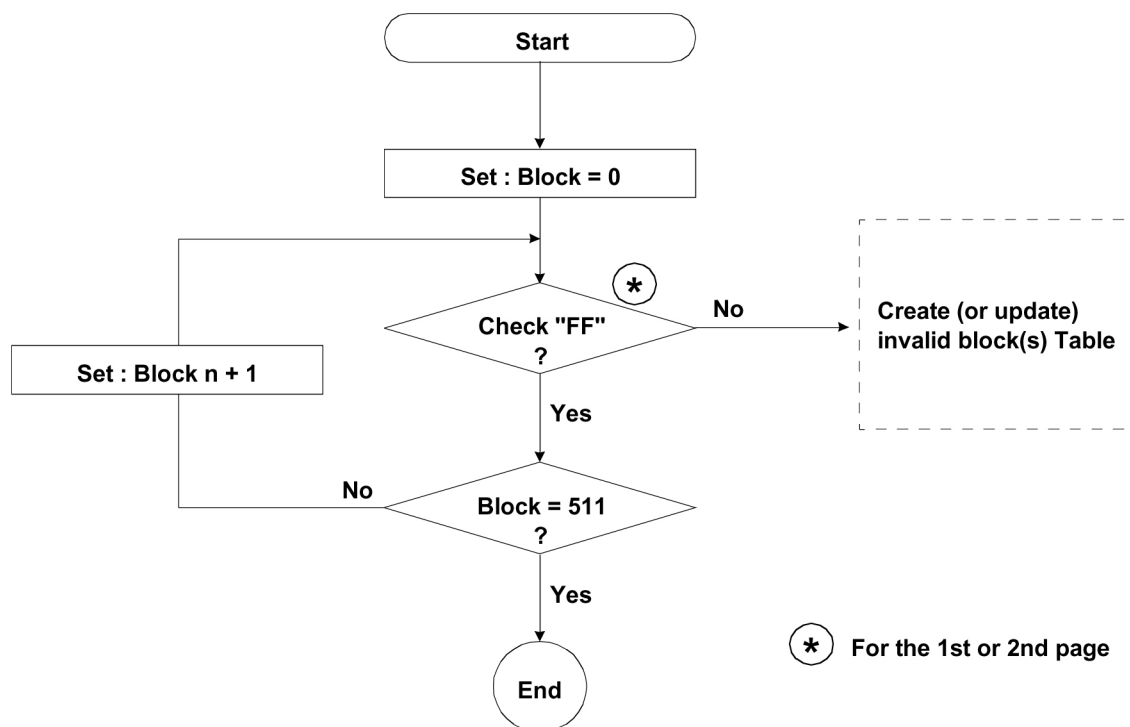 Start
Set : Block = 0
*
Check "FF"
?
No
Create (or update)
invalid block(s) Table
Set : Block n + 1
Yes
No
Block = 511
?
Yes
End
* For the 1st or 2nd page